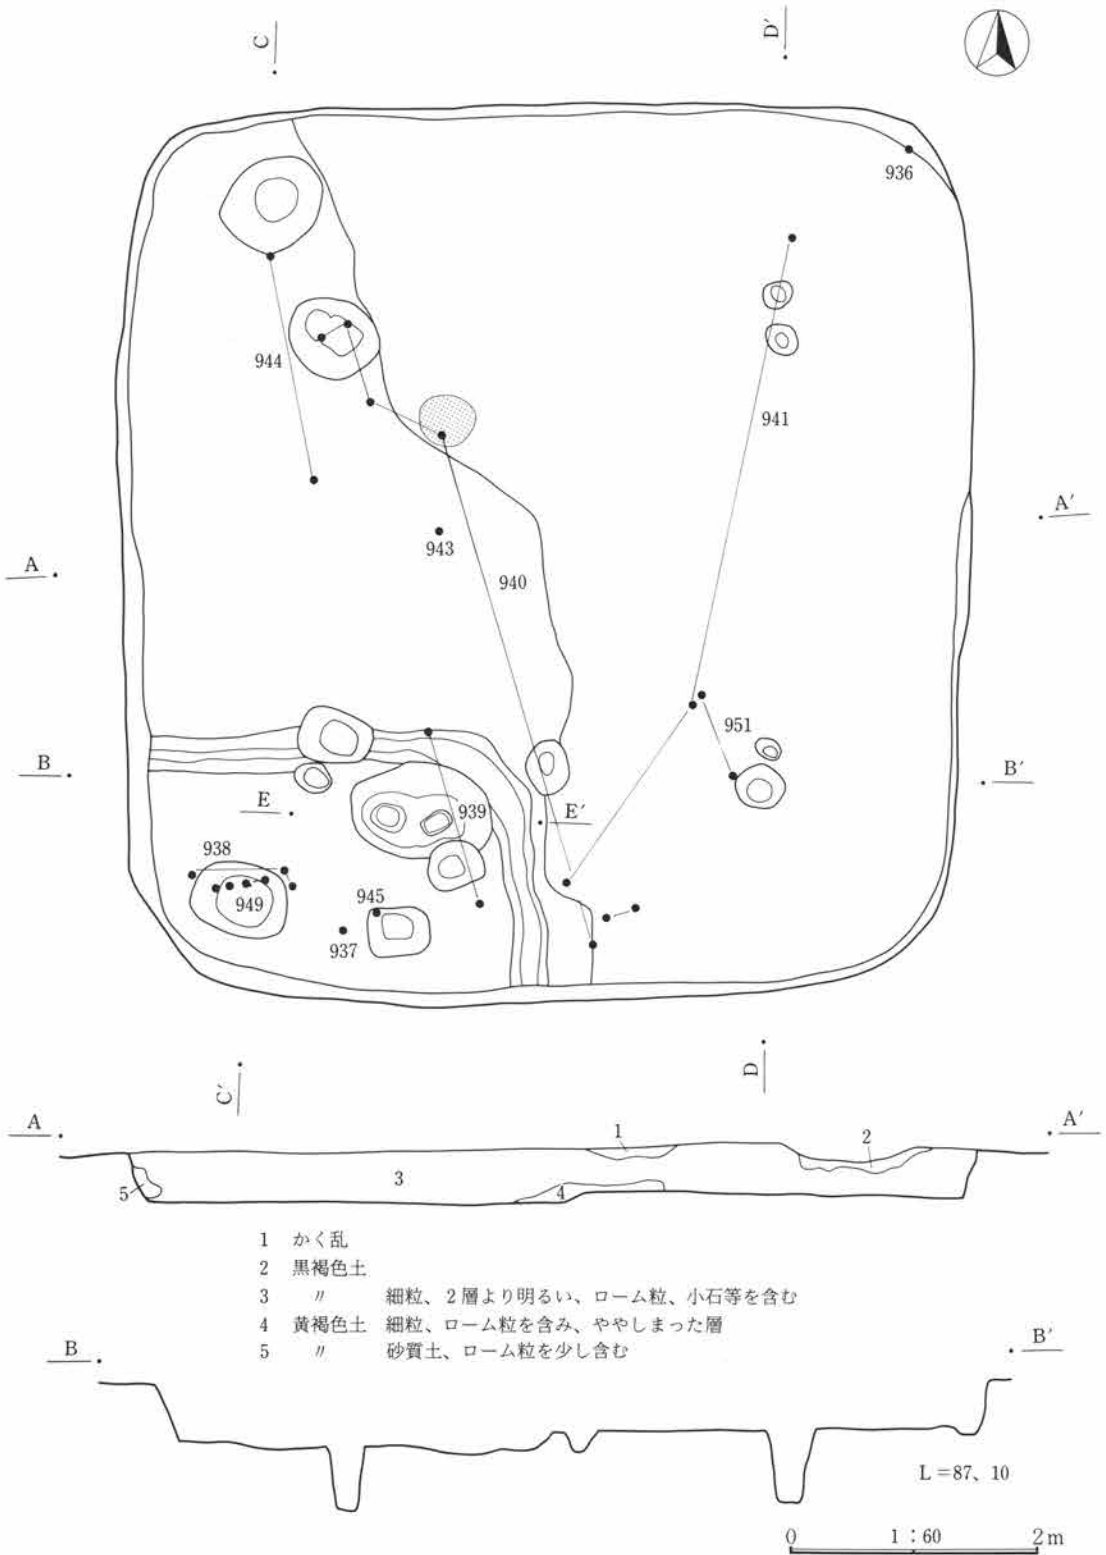 C
D′
936
944
941
943
940
A
A′
951
B
B′
E
939
E′
938
949
945
937
C′
D
A
A′
1
2
3
4
5
1 かく乱
2 黒褐色土
3 〃 細粒、2層より明るい、ローム粒、小石等を含む
4 黄褐色土 細粒、ローム粒を含み、ややしまった層
5 〃 砂質土、ローム粒を少し含む
B
B′
L=87、10
0 1:60 2m